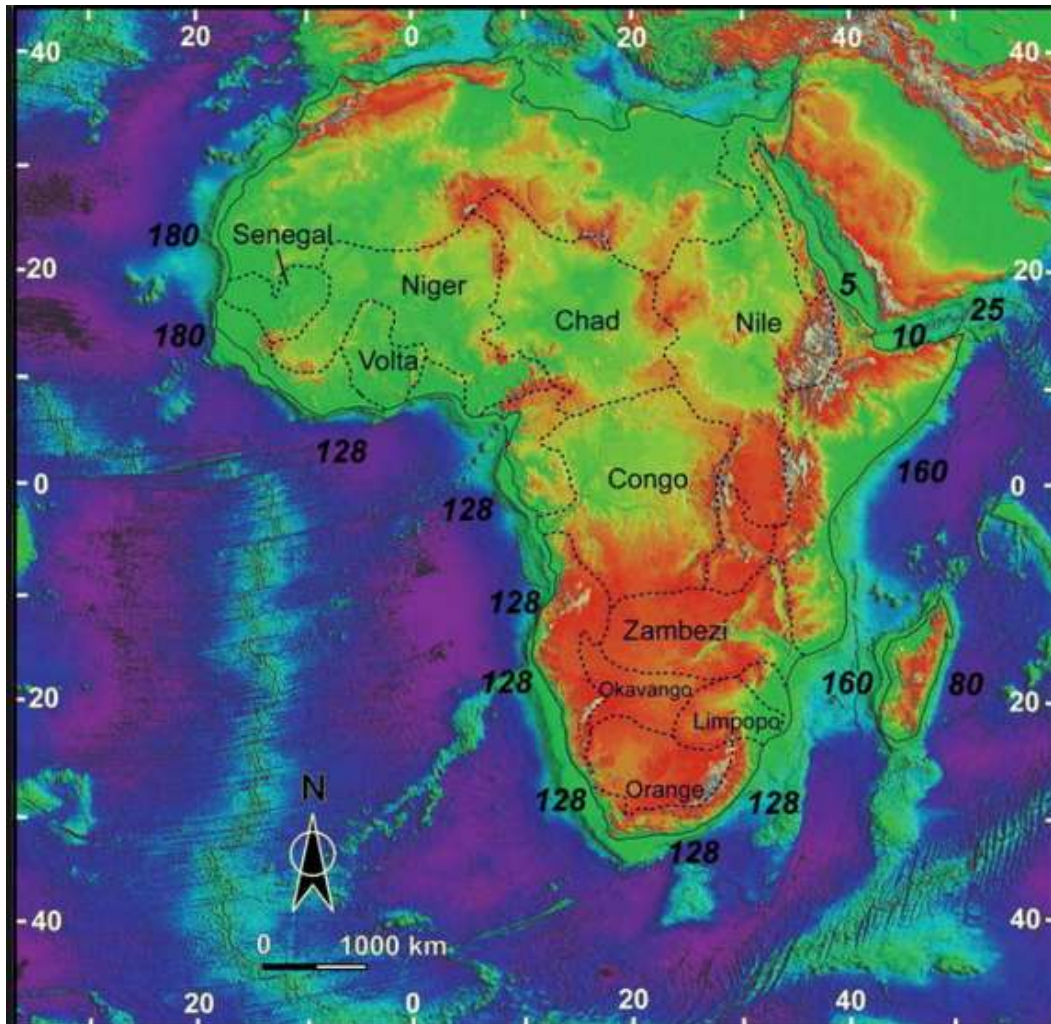 20 0 20 40
40 40
180 Senegal
20 Niger 20
5 25
180 Chad Nile 10
Volta
128
Congo 160
0 0
128
128
Zambezi
128 Okavango 160 80
20 Limpopo 20
N Orange
128 128
128
40 0 1000 km 40
20 0 20 40